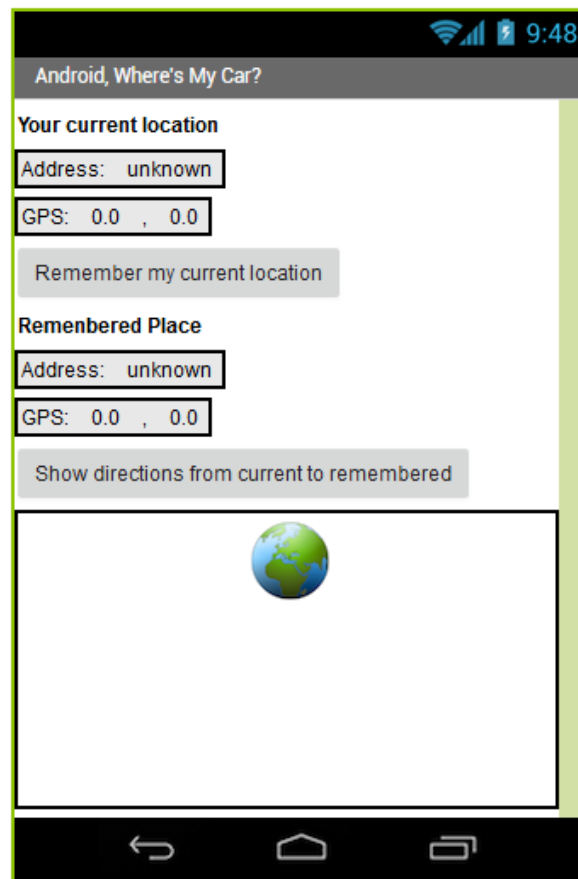 9:48
Android, Where's My Car?
Your current location
Address: unknown
GPS: 0.0 , 0.0
Remember my current location
Remenbered Place
Address: unknown
GPS: 0.0 , 0.0
Show directions from current to remembered